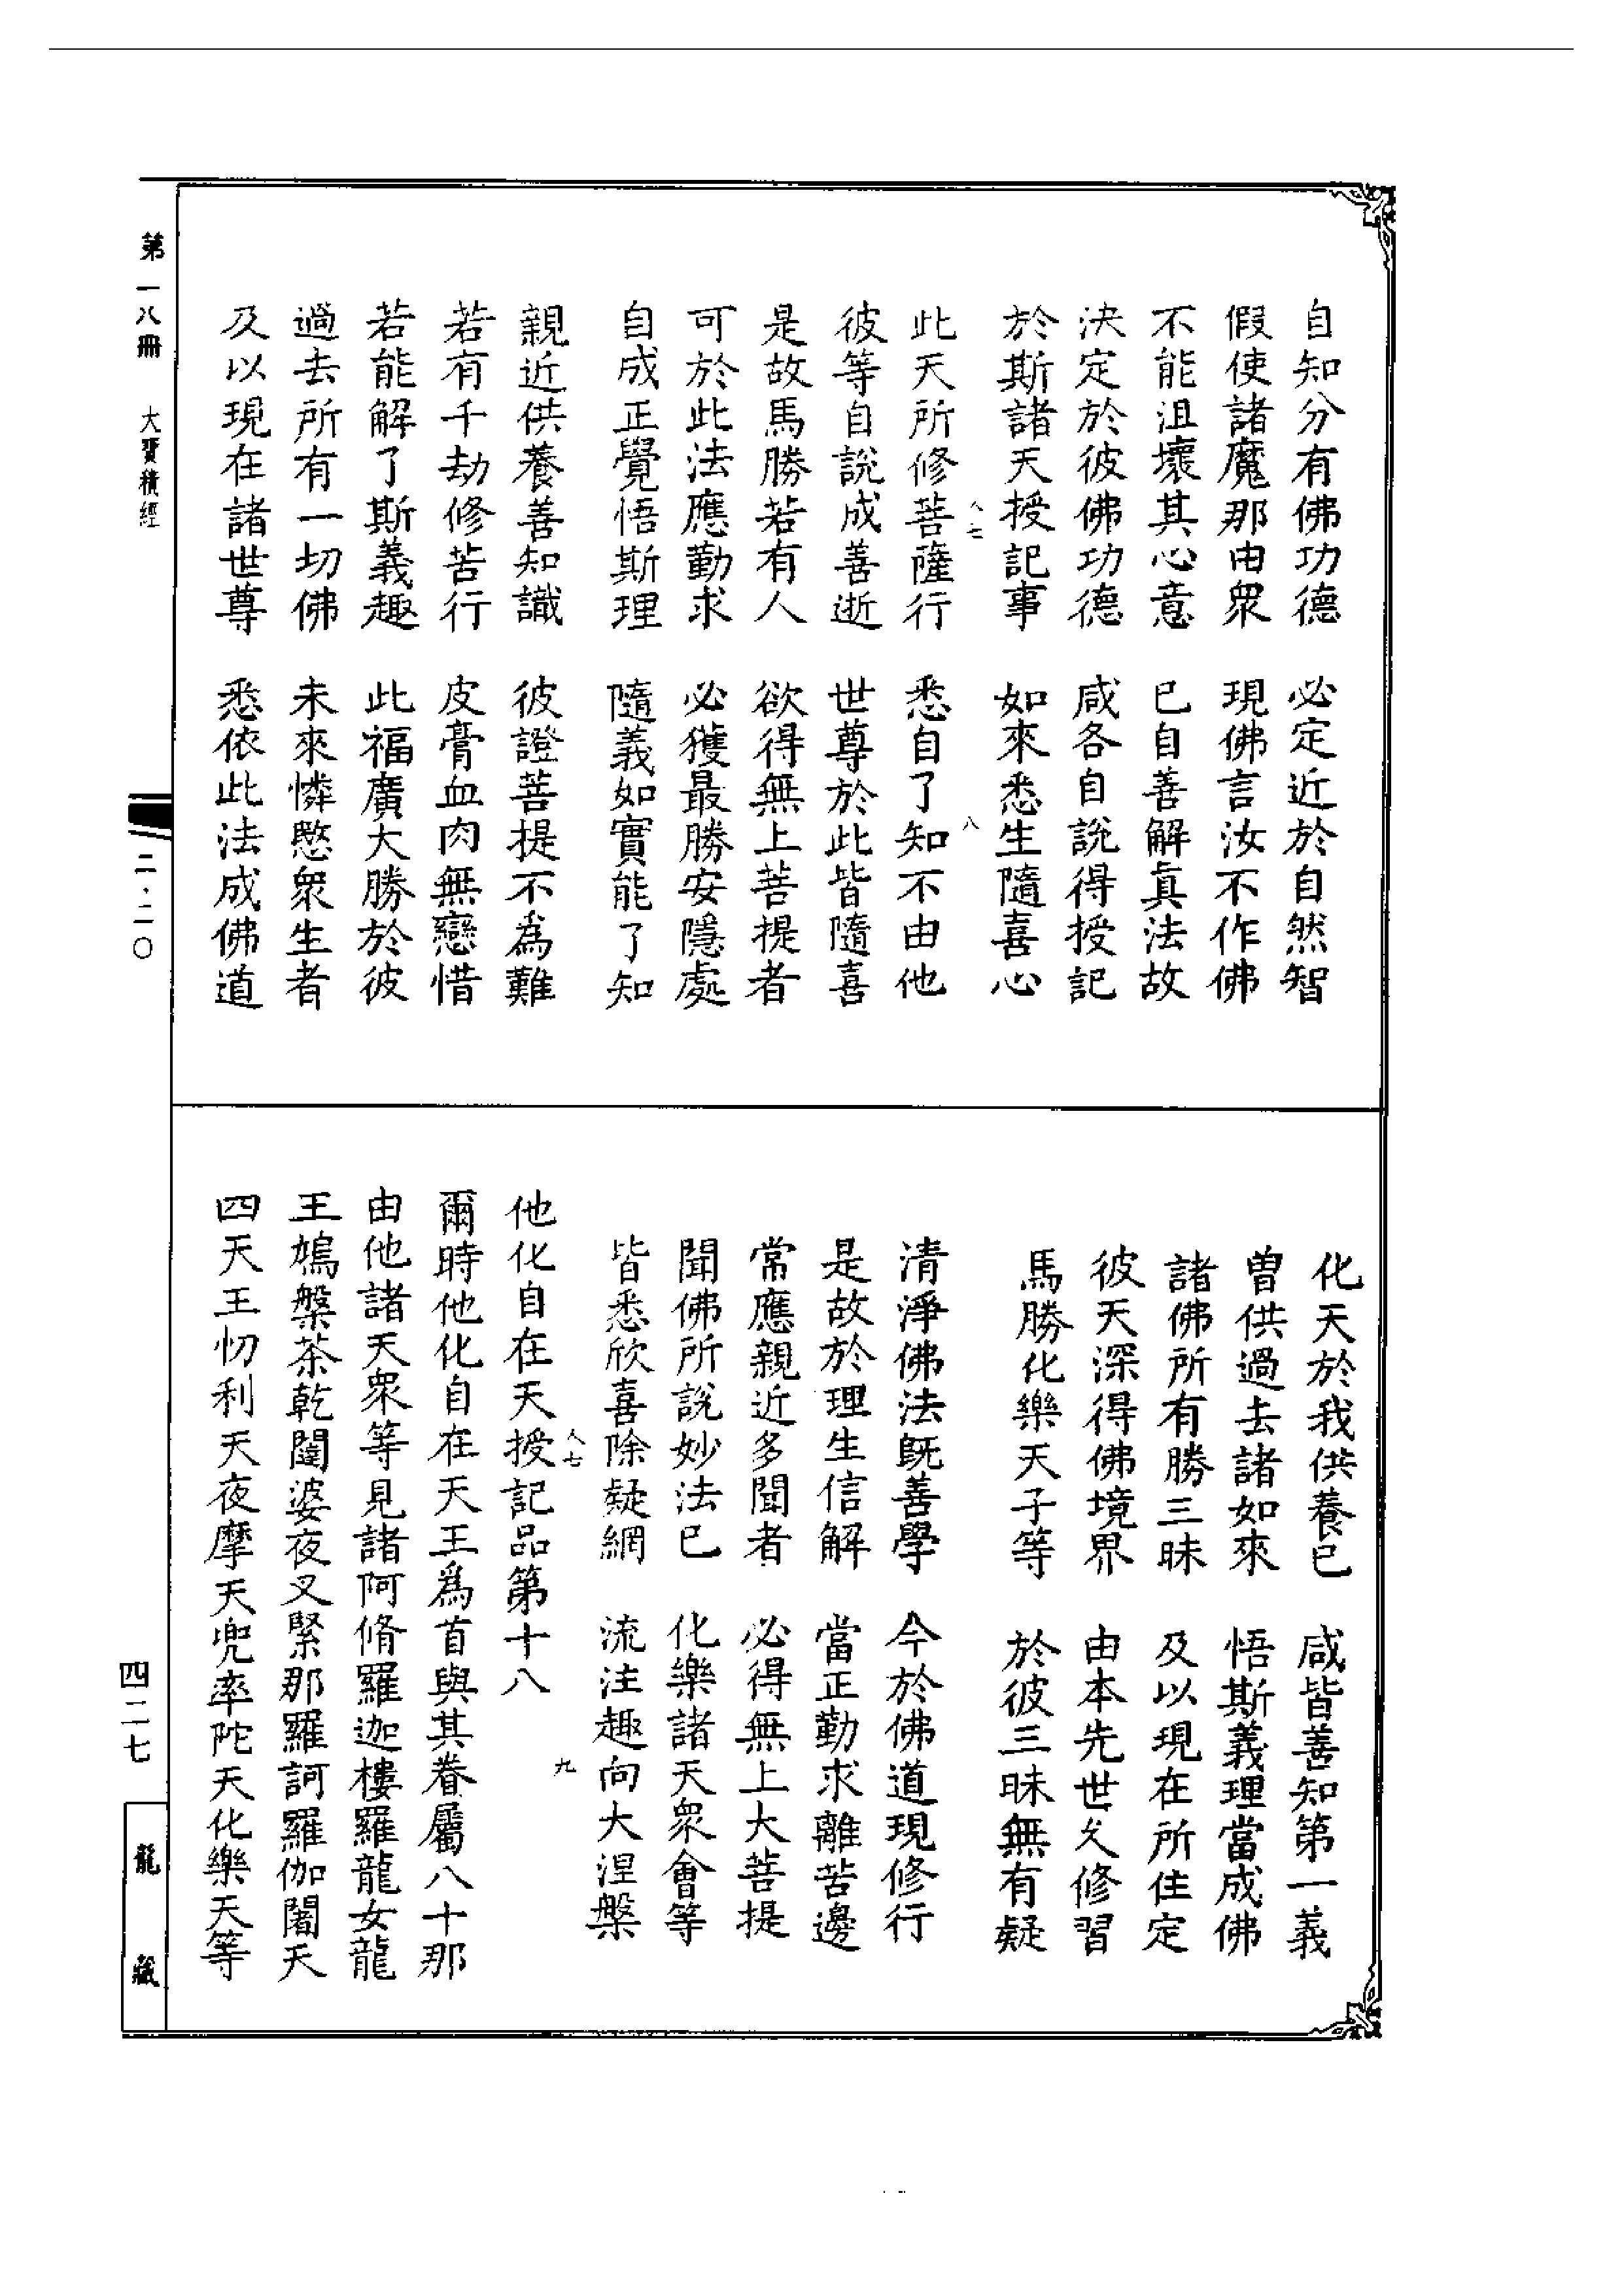 自知分有佛功德　必定近於自然智
假使諸魔那由衆　現佛言汝不作佛
不能沮壞其心意　已自善解眞法故
決定於彼佛功德　咸各自說得授記
於斯諸天授記事　如來悉生隨喜心
人七　八
此天所修菩薩行　悉自了知不由他
彼等自說成善逝　世尊於此皆隨喜
是故馬勝若有人　欲得無上菩提者
可於此法應勤求　必獲最勝安隱處
自成正覺悟斯理　隨義如實能了知
親近供養善知識　彼證菩提不為難
若有千劫修苦行　皮膏血肉無戀惜
若能解了斯義趣　此福廣大勝於彼
過去所有一切佛　未來憐愍衆生者
及以現在諸世尊　悉依此法成佛道
化天於我供養已　咸皆善知第一義
曽供過去諸如來　悟斯義理當成佛
諸佛所有勝三昧　及以現在所住定
彼天深得佛境界　由本先世久修習
馬勝化樂天子等　於彼三昧無有疑
清淨佛法旣善學　今於佛道現修行
是故於理生信解　當正勤求離苦邊
常應親近多聞者　必得無上大菩提
聞佛所說妙法已　化樂諸天衆會等
皆悉欣喜除疑網　流注趣向大涅槃
人七　九
他化自在天授記品第十八
爾時他化自在天王爲首與其眷屬八十那
由他諸天衆等見諸阿脩羅迦樓羅龍女龍
王鳩槃茶乾闥婆夜叉緊那羅訶羅伽闍天
四天王忉利天夜摩天兜率陀天化樂天等
第一八冊　大寶積經　二·二〇　四二七　龍藏